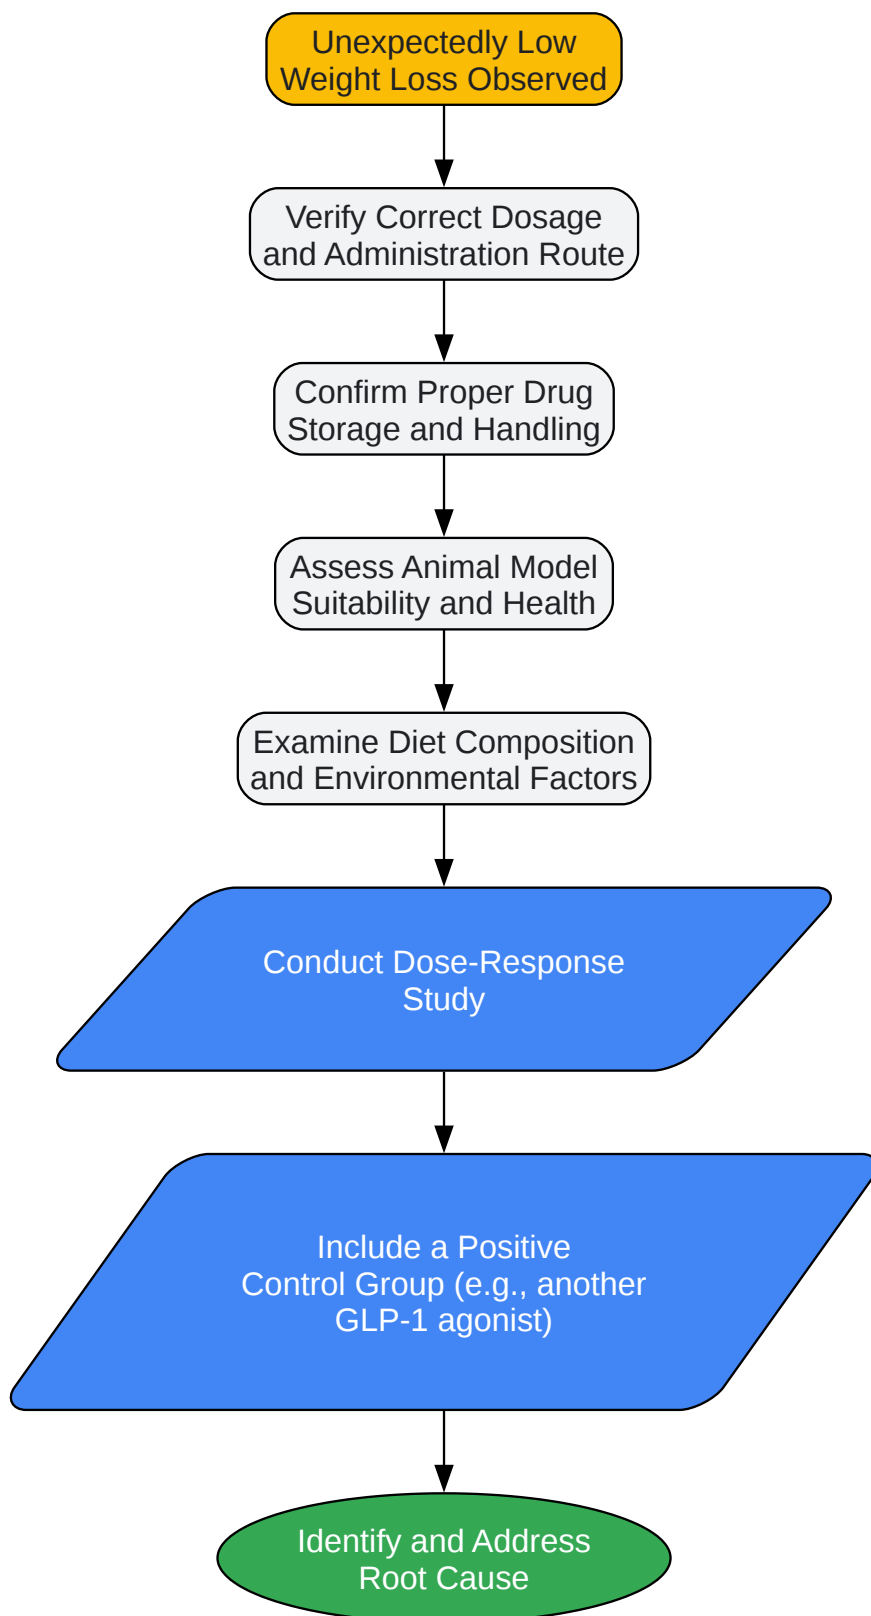 Unexpectedly Low
Weight Loss Observed
Verify Correct Dosage
and Administration Route
Confirm Proper Drug
Storage and Handling
Assess Animal Model
Suitability and Health
Examine Diet Composition
and Environmental Factors
Conduct Dose-Response
Study
Include a Positive
Control Group (e.g., another
GLP-1 agonist)
Identify and Address
Root Cause